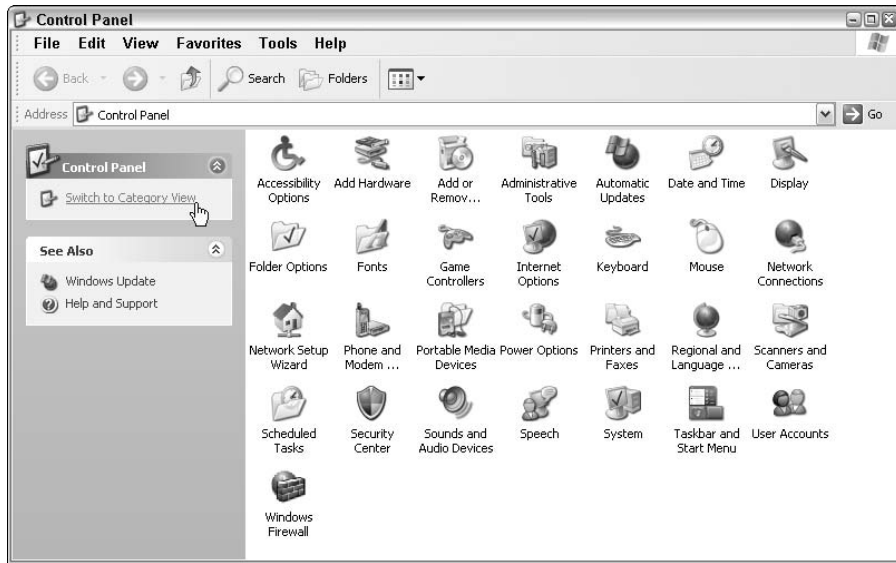 Control Panel
File Edit View Favorites Tools Help
Back Search Folders
Address Control Panel Go
Control Panel
Switch to Category View
See Also
Windows Update
Help and Support
Accessibility Options
Add Hardware
Add or Remov...
Administrative Tools
Automatic Updates
Date and Time
Display
Folder Options
Fonts
Game Controllers
Internet Options
Keyboard
Mouse
Network Connections
Network Setup Wizard
Phone and Modem ...
Portable Media Devices
Power Options
Printers and Faxes
Regional and Language ...
Scanners and Cameras
Scheduled Tasks
Security Center
Sounds and Audio Devices
Speech
System
Taskbar and Start Menu
User Accounts
Windows Firewall